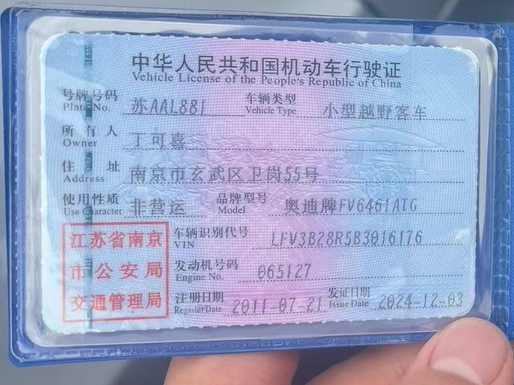 中华人民共和国机动车行驶证
Vehicle License of the People's Republic of China
号牌号码 苏AAL881 车辆类型 小型越野客车
Plate No. Vehicle Type
所有人 丁可喜
Owner
住址 南京市玄武区卫岗55号
Address
使用性质 非营运 品牌型号 奥迪牌FV6461ATG
Use Character Model
江苏省南京
市公安局
交通管理局
车辆识别代号 LFV3B28R5B3016176
VIN
发动机号码 065127
Engine No.
注册日期 2011-07-21 发证日期 2024-12-03
Register Date Issue Date